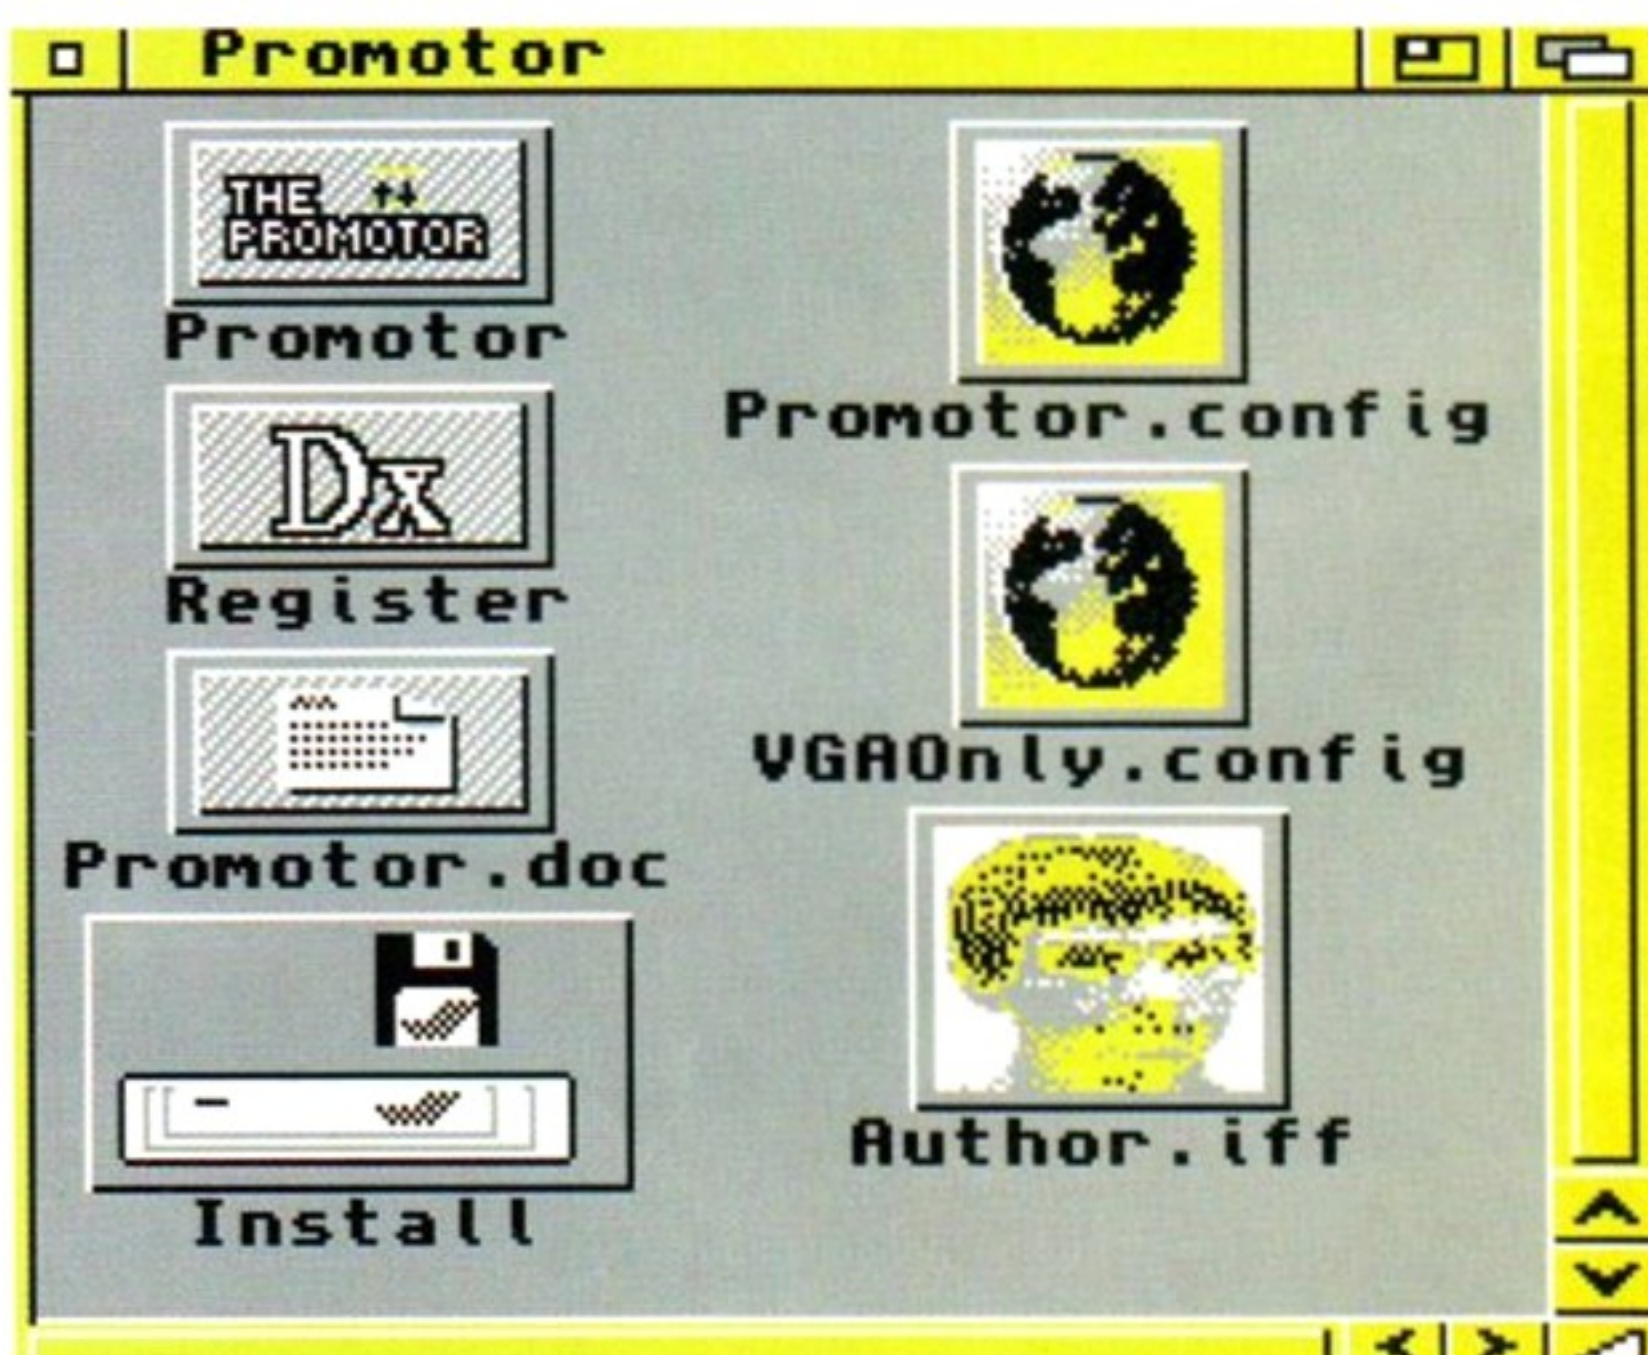 Promotor
THE
PROMOTOR
Promotor
Dx
Register
Promotor.doc
Install
Promotor.config
VGAOnly.config
Author.iff